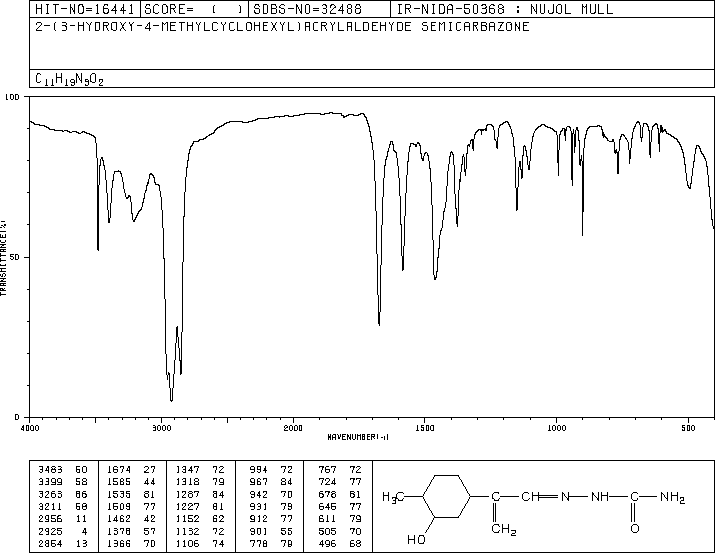 HIT-NO=16441 SCORE= ( ) SDBS-NO=32488 IR-NIDA-50368 : NUJOL MULL
2-(3-HYDROXY-4-METHYLCYCLOHEXYL)ACRYLALDEHYDE SEMICARBAZONE
C11H19N3O2
100
50
0
TRANSMITTANCE(%)
4000 3000 2000 1500 1000 500
WAVENUMBER(-1)
3483 50 1674 27 1347 72 994 72 767 72
3399 58 1585 44 1318 79 967 84 724 77
3263 66 1535 81 1287 84 942 70 678 81
3211 58 1509 77 1227 81 931 79 645 77
2956 11 1462 42 1152 62 912 77 611 79
2925 4 1378 57 1132 72 901 55 505 70
2854 13 1366 70 1106 74 778 79 496 68
H3C C CH N NH C NH2
HO CH2 O